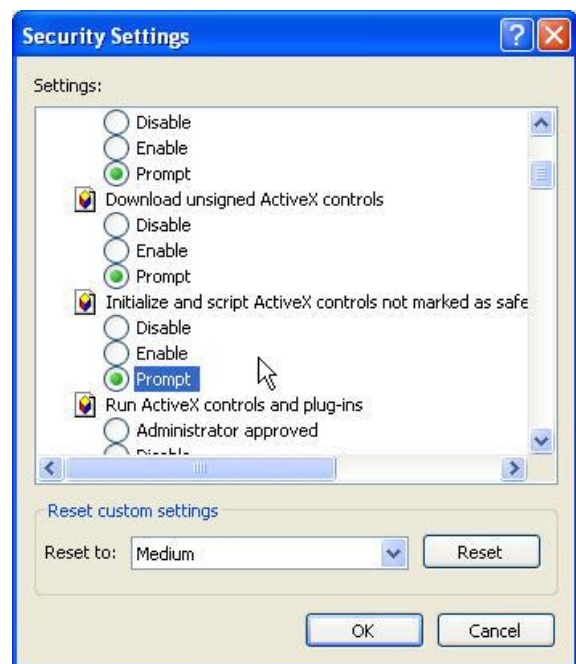 Security Settings
Settings:
Disable
Enable
Prompt
Download unsigned ActiveX controls
Disable
Enable
Prompt
Initialize and script ActiveX controls not marked as safe
Disable
Enable
Prompt
Run ActiveX controls and plug-ins
Administrator approved
Disable
Reset custom settings
Reset to: Medium Reset
OK Cancel